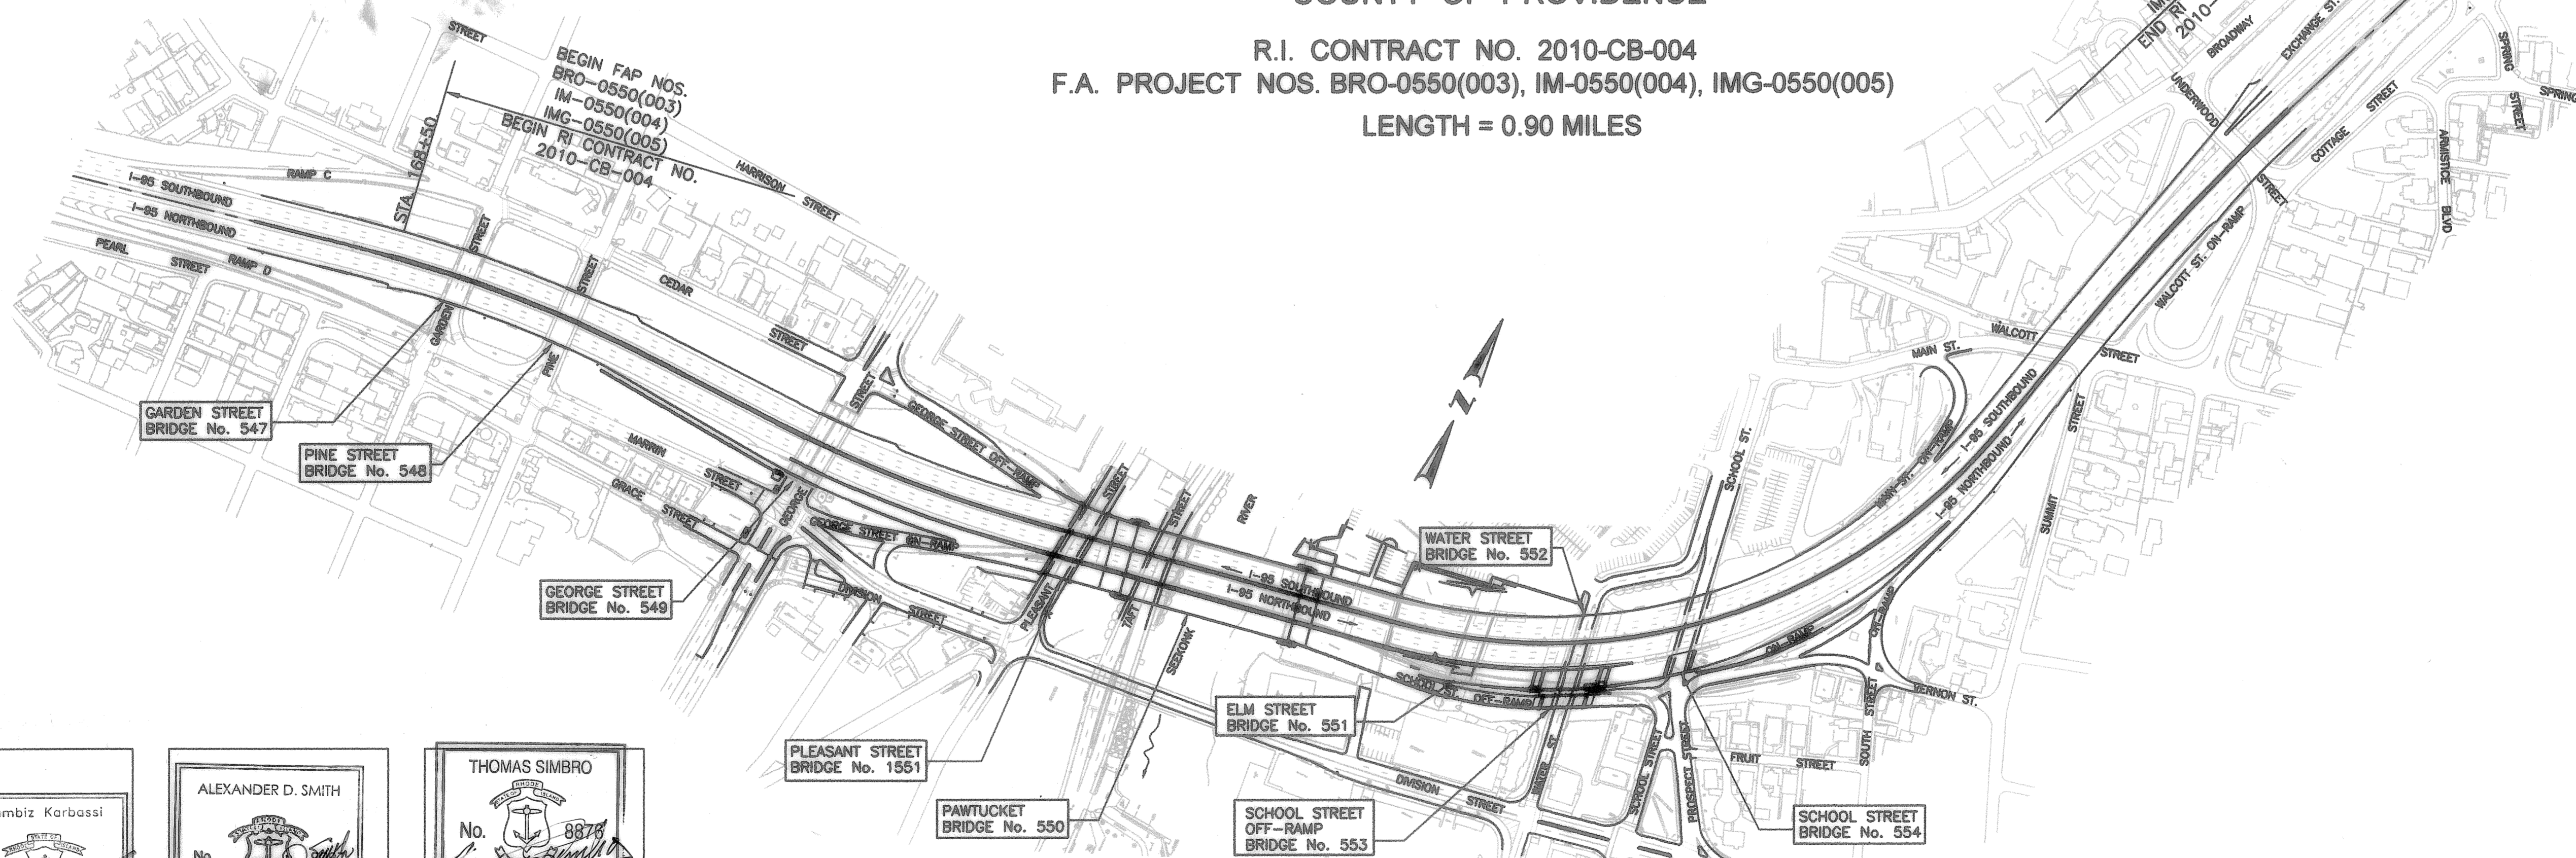 COUNTY OF PROVIDENCE
R.I. CONTRACT NO. 2010-CB-004
F.A. PROJECT NOS. BRO-0550(003), IM-0550(004), IMG-0550(005)
LENGTH = 0.90 MILES
STREET
BEGIN FAP NOS.
BRO-0550(003)
IM-0550(004)
IMG-0550(005)
BEGIN RI CONTRACT NO.
2010-CB-004
STA. 168+50
HARRISON STREET
RAMP C
I-95 SOUTHBOUND
I-95 NORTHBOUND
PEARL STREET
RAMP D
GARDEN STREET
PINE STREET
CEDAR STREET
GARDEN STREET
BRIDGE No. 547
PINE STREET
BRIDGE No. 548
MARRIN STREET
GRACE STREET
GEORGE STREET
GEORGE STREET OFF-RAMP
GEORGE STREET ON-RAMP
GEORGE STREET
BRIDGE No. 549
DIVISION STREET
PLEASANT STREET
TAFT STREET
SEEKONK RIVER
I-95 SOUTHBOUND
I-95 NORTHBOUND
PLEASANT STREET
BRIDGE No. 1551
PAWTUCKET
BRIDGE No. 550
WATER STREET
BRIDGE No. 552
ELM STREET
BRIDGE No. 551
SCHOOL ST. OFF-RAMP
SCHOOL STREET
OFF-RAMP
BRIDGE No. 553
DIVISION STREET
WATER ST.
SCHOOL STREET
PROSPECT STREET
SCHOOL ST.
SCHOOL STREET
BRIDGE No. 554
FRUIT STREET
SOUTH STREET
VERNON ST.
ON-RAMP
ON-RAMP
SUMMIT STREET
MAIN ST.
MAIN ST. ON-RAMP
I-95 SOUTHBOUND
I-95 NORTHBOUND
WALCOTT STREET
WALCOTT ST. ON-RAMP
UNDERWOOD STREET
COTTAGE STREET
BROADWAY
EXCHANGE ST.
END RI
2010-
ARMISTICE BLVD
SPRING STREET
SPRING
N
mbiz Karbassi
ALEXANDER D. SMITH
No.
THOMAS SIMBRO
RHODE
STATE OF ISLAND
No. 8876